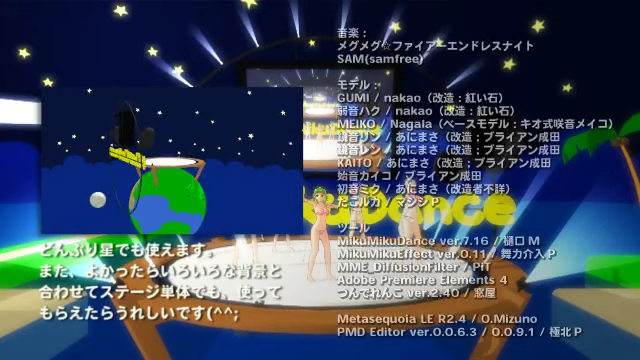 音楽：
メグメグ☆ファイアーエンドレスナイト
SAM(samfree)
モデル：
GUMI / nakao（改造；紅い石）
弱音ハク / nakao（改造；紅い石）
MEIKO / Nagala（ベースモデル；キオ式咲音メイコ）
鏡音リン / あにまさ（改造；ブライアン成田
鏡音レン / あにまさ（改造；ブライアン成田
KAITO / あにまさ（改造；ブライアン成田
始音カイコ / ブライアン成田
初音ミク / あにまさ（改造者不詳）
たこルカ / マシシP
ツール
MikuMikuDance ver.7.16 / 樋口M
MikuMikuEffect ver.0.11 / 舞力介入P
MME_DiffusionFilter / PIT
Adobe Premiere Elements 4
つんでれんこ ver.2.40 / 窓屋
Metasequoia LE R2.4 / O.Mizuno
PMD Editor ver.0.0.6.3 / 0.0.9.1 / 極北P
どんぶり星でも使えます。
また、よかったらいろいろな背景と
合わせてステージ単体でも、使って
もらえたらうれしいです(^^;
Dance